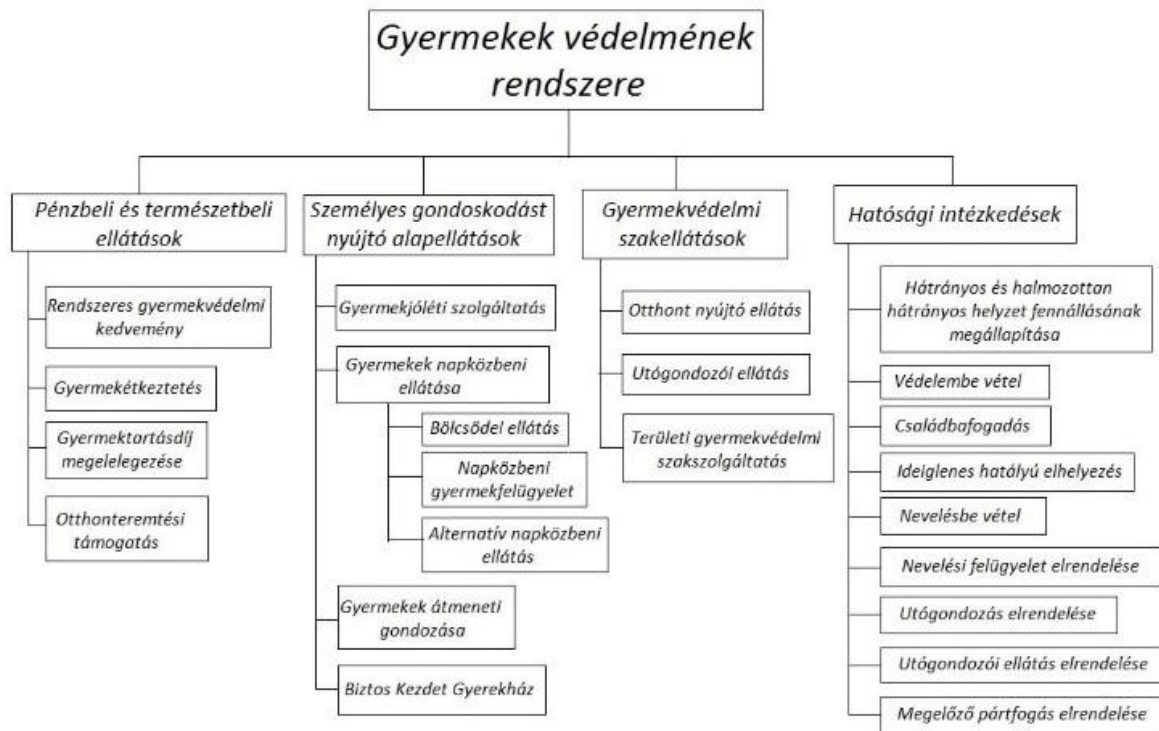 Gyermekek védelmének
rendszere
Pénzbeli és természetbeli
ellátások
Rendszeres gyermekvédelmi
kedvemény
Gyermekétkeztetés
Gyermektartásdíj
megelelegezése
Otthonteremtési
támogatás
Személyes gondoskodást
nyújtó alapellátások
Gyermekjóléti szolgáltatás
Gyermekek napközbeni
ellátása
Bölcsődel ellátás
Napközbeni
gyermekfelügyelet
Alternatív napközbeni
ellátás
Gyermekek átmeneti
gondozása
Biztos Kezdet Gyerekház
Gyermekvédelmi
szakellátások
Otthont nyújtó ellátás
Utógondozói ellátás
Területi gyermekvédelmi
szakszolgáltatás
Hatósági intézkedések
Hátrányos és halmozottan
hátrányos helyzet fennállásának
megállapítása
Védelembe vétel
Családbafogadás
Ideiglenes hatályú elhelyezés
Nevelésbe vétel
Nevelési felügyelet elrendelése
Utógondozás elrendelése
Utógondozói ellátás elrendelése
Megelőző pártfogás elrendelése